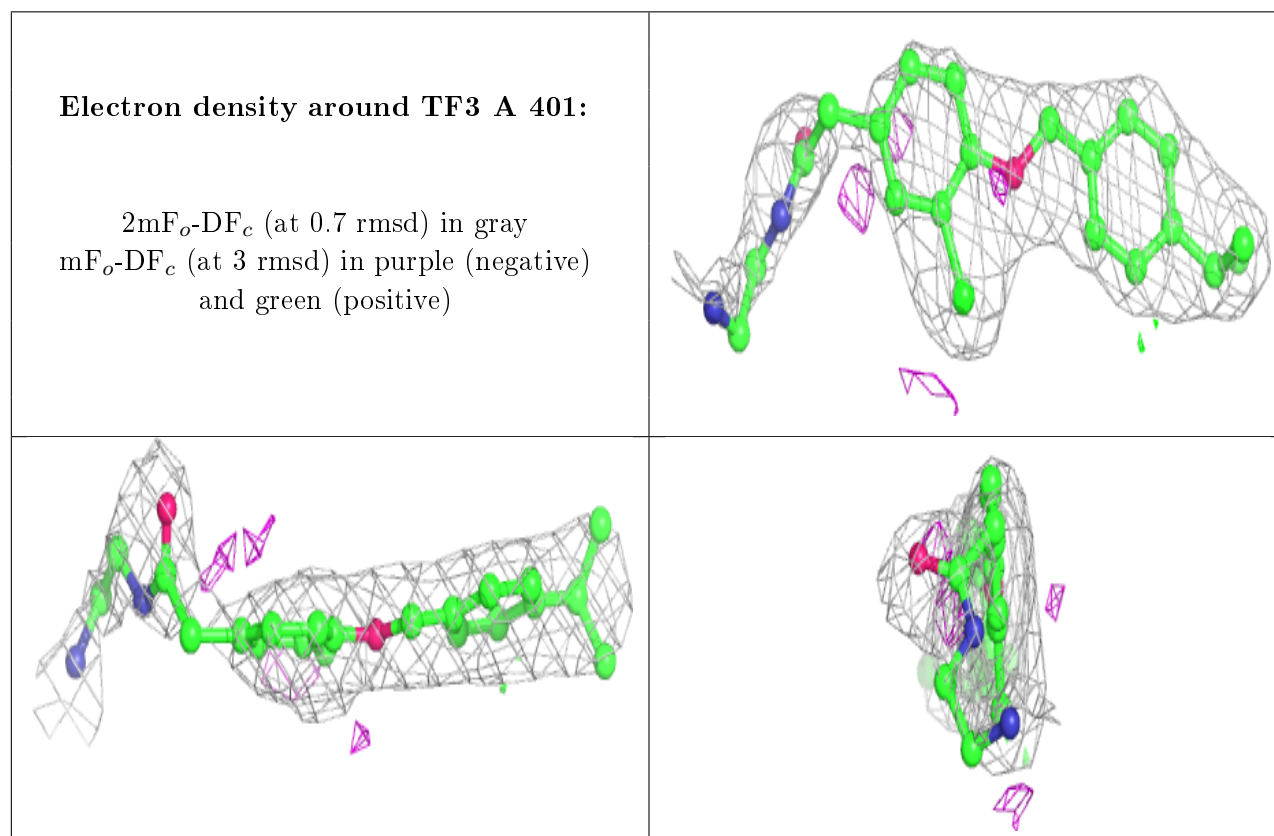 Electron density around TF3 A 401:
2mFₒ-DF𝒸 (at 0.7 rmsd) in gray
mFₒ-DF𝒸 (at 3 rmsd) in purple (negative)
and green (positive)